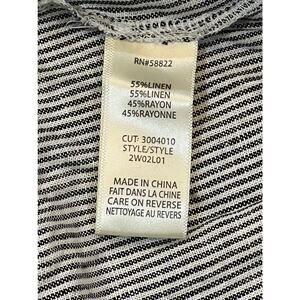 RN#58822
55%LINEN
55%LINEN
45%RAYON
45%RAYONNE
CUT: 3004010
STYLE/STYLE
2W02L01
MADE IN CHINA
FAIT DANS LA CHINE
CARE ON REVERSE
NETTOYAGE AU REVERS